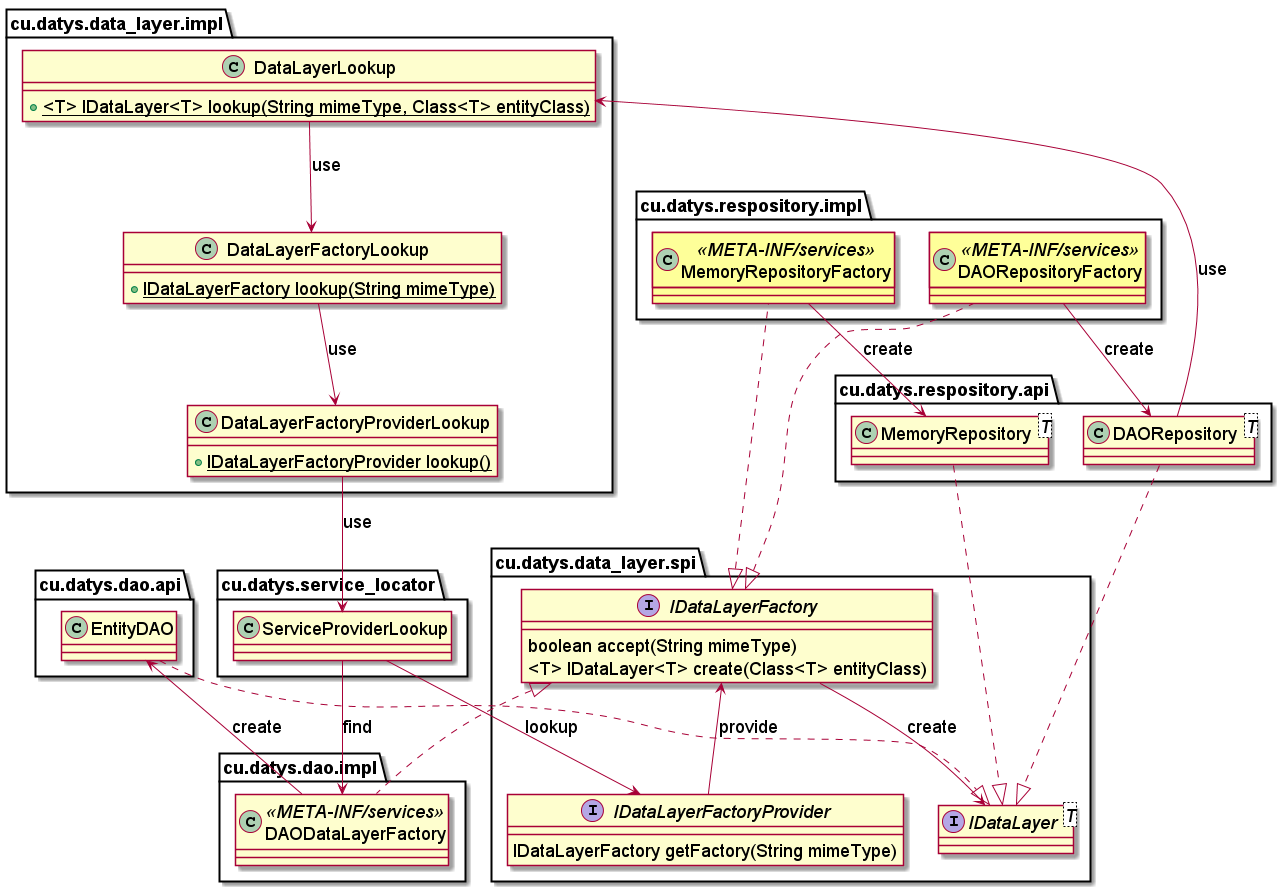 cu.datys.data_layer.impl
C DataLayerLookup
<T> IDataLayer<T> lookup(String mimeType, Class<T> entityClass)
use
C DataLayerFactoryLookup
IDataLayerFactory lookup(String mimeType)
use
C DataLayerFactoryProviderLookup
IDataLayerFactoryProvider lookup()
use
cu.datys.respository.impl
C «META-INF/services»
MemoryRepositoryFactory
C «META-INF/services»
DAORepositoryFactory
use
create
create
cu.datys.respository.api
C MemoryRepository T
C DAORepository T
cu.datys.dao.api
C EntityDAO
cu.datys.service_locator
C ServiceProviderLookup
cu.datys.data_layer.spi
I IDataLayerFactory
boolean accept(String mimeType)
<T> IDataLayer<T> create(Class<T> entityClass)
create
find
lookup
provide
create
cu.datys.dao.impl
C «META-INF/services»
DAODataLayerFactory
I IDataLayerFactoryProvider
IDataLayerFactory getFactory(String mimeType)
I IDataLayer T